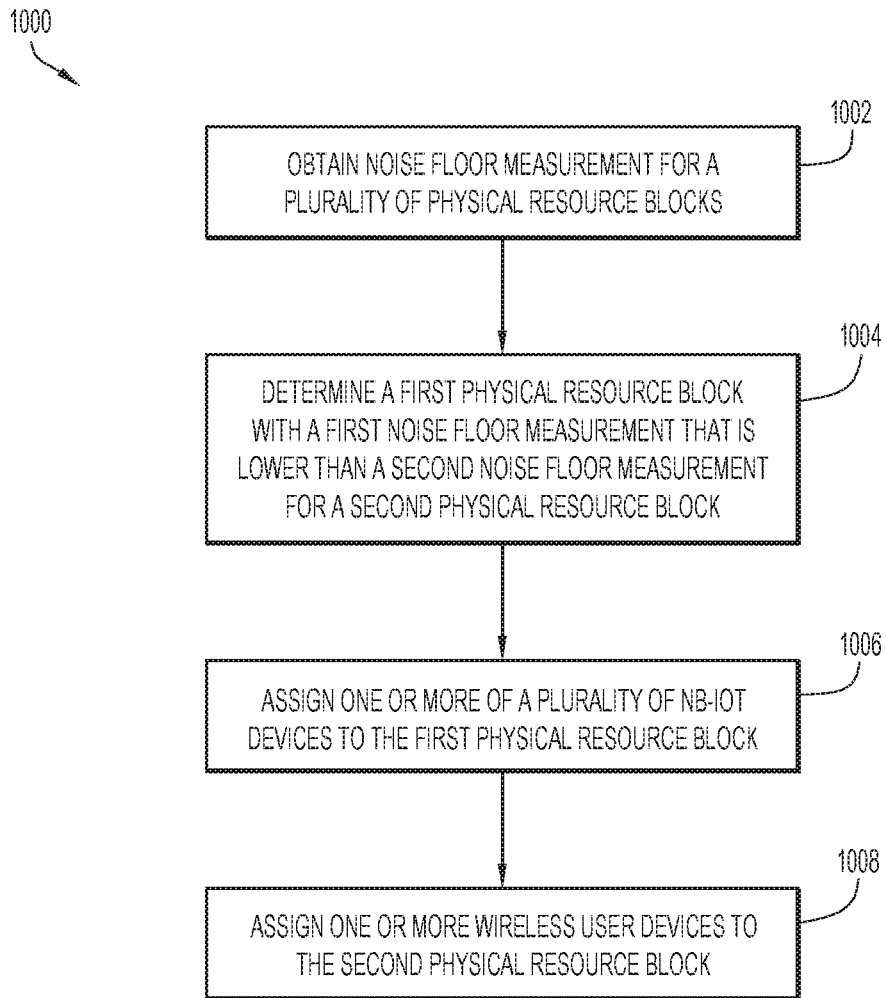 1000
1002
OBTAIN NOISE FLOOR MEASUREMENT FOR A
PLURALITY OF PHYSICAL RESOURCE BLOCKS
1004
DETERMINE A FIRST PHYSICAL RESOURCE BLOCK
WITH A FIRST NOISE FLOOR MEASUREMENT THAT IS
LOWER THAN A SECOND NOISE FLOOR MEASUREMENT
FOR A SECOND PHYSICAL RESOURCE BLOCK
1006
ASSIGN ONE OR MORE OF A PLURALITY OF NB-IOT
DEVICES TO THE FIRST PHYSICAL RESOURCE BLOCK
1008
ASSIGN ONE OR MORE WIRELESS USER DEVICES TO
THE SECOND PHYSICAL RESOURCE BLOCK